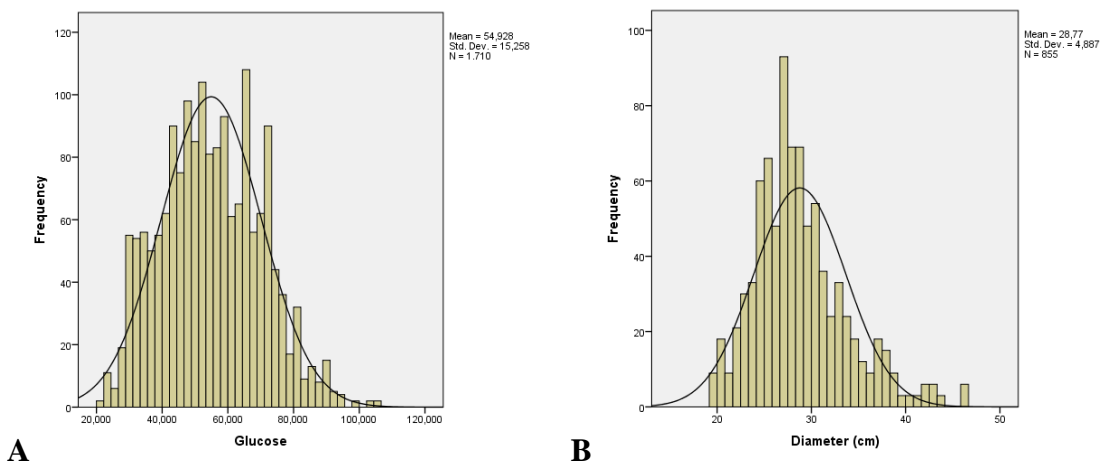 Mean = 54,928
Std. Dev. = 15,258
N = 1.710
120
100
80
60
40
20
0
Frequency
20,000 40,000 60,000 80,000 100,000 120,000
Glucose
A
Mean = 28,77
Std. Dev. = 4,887
N = 855
100
80
60
40
20
0
Frequency
20 30 40 50
Diameter (cm)
B